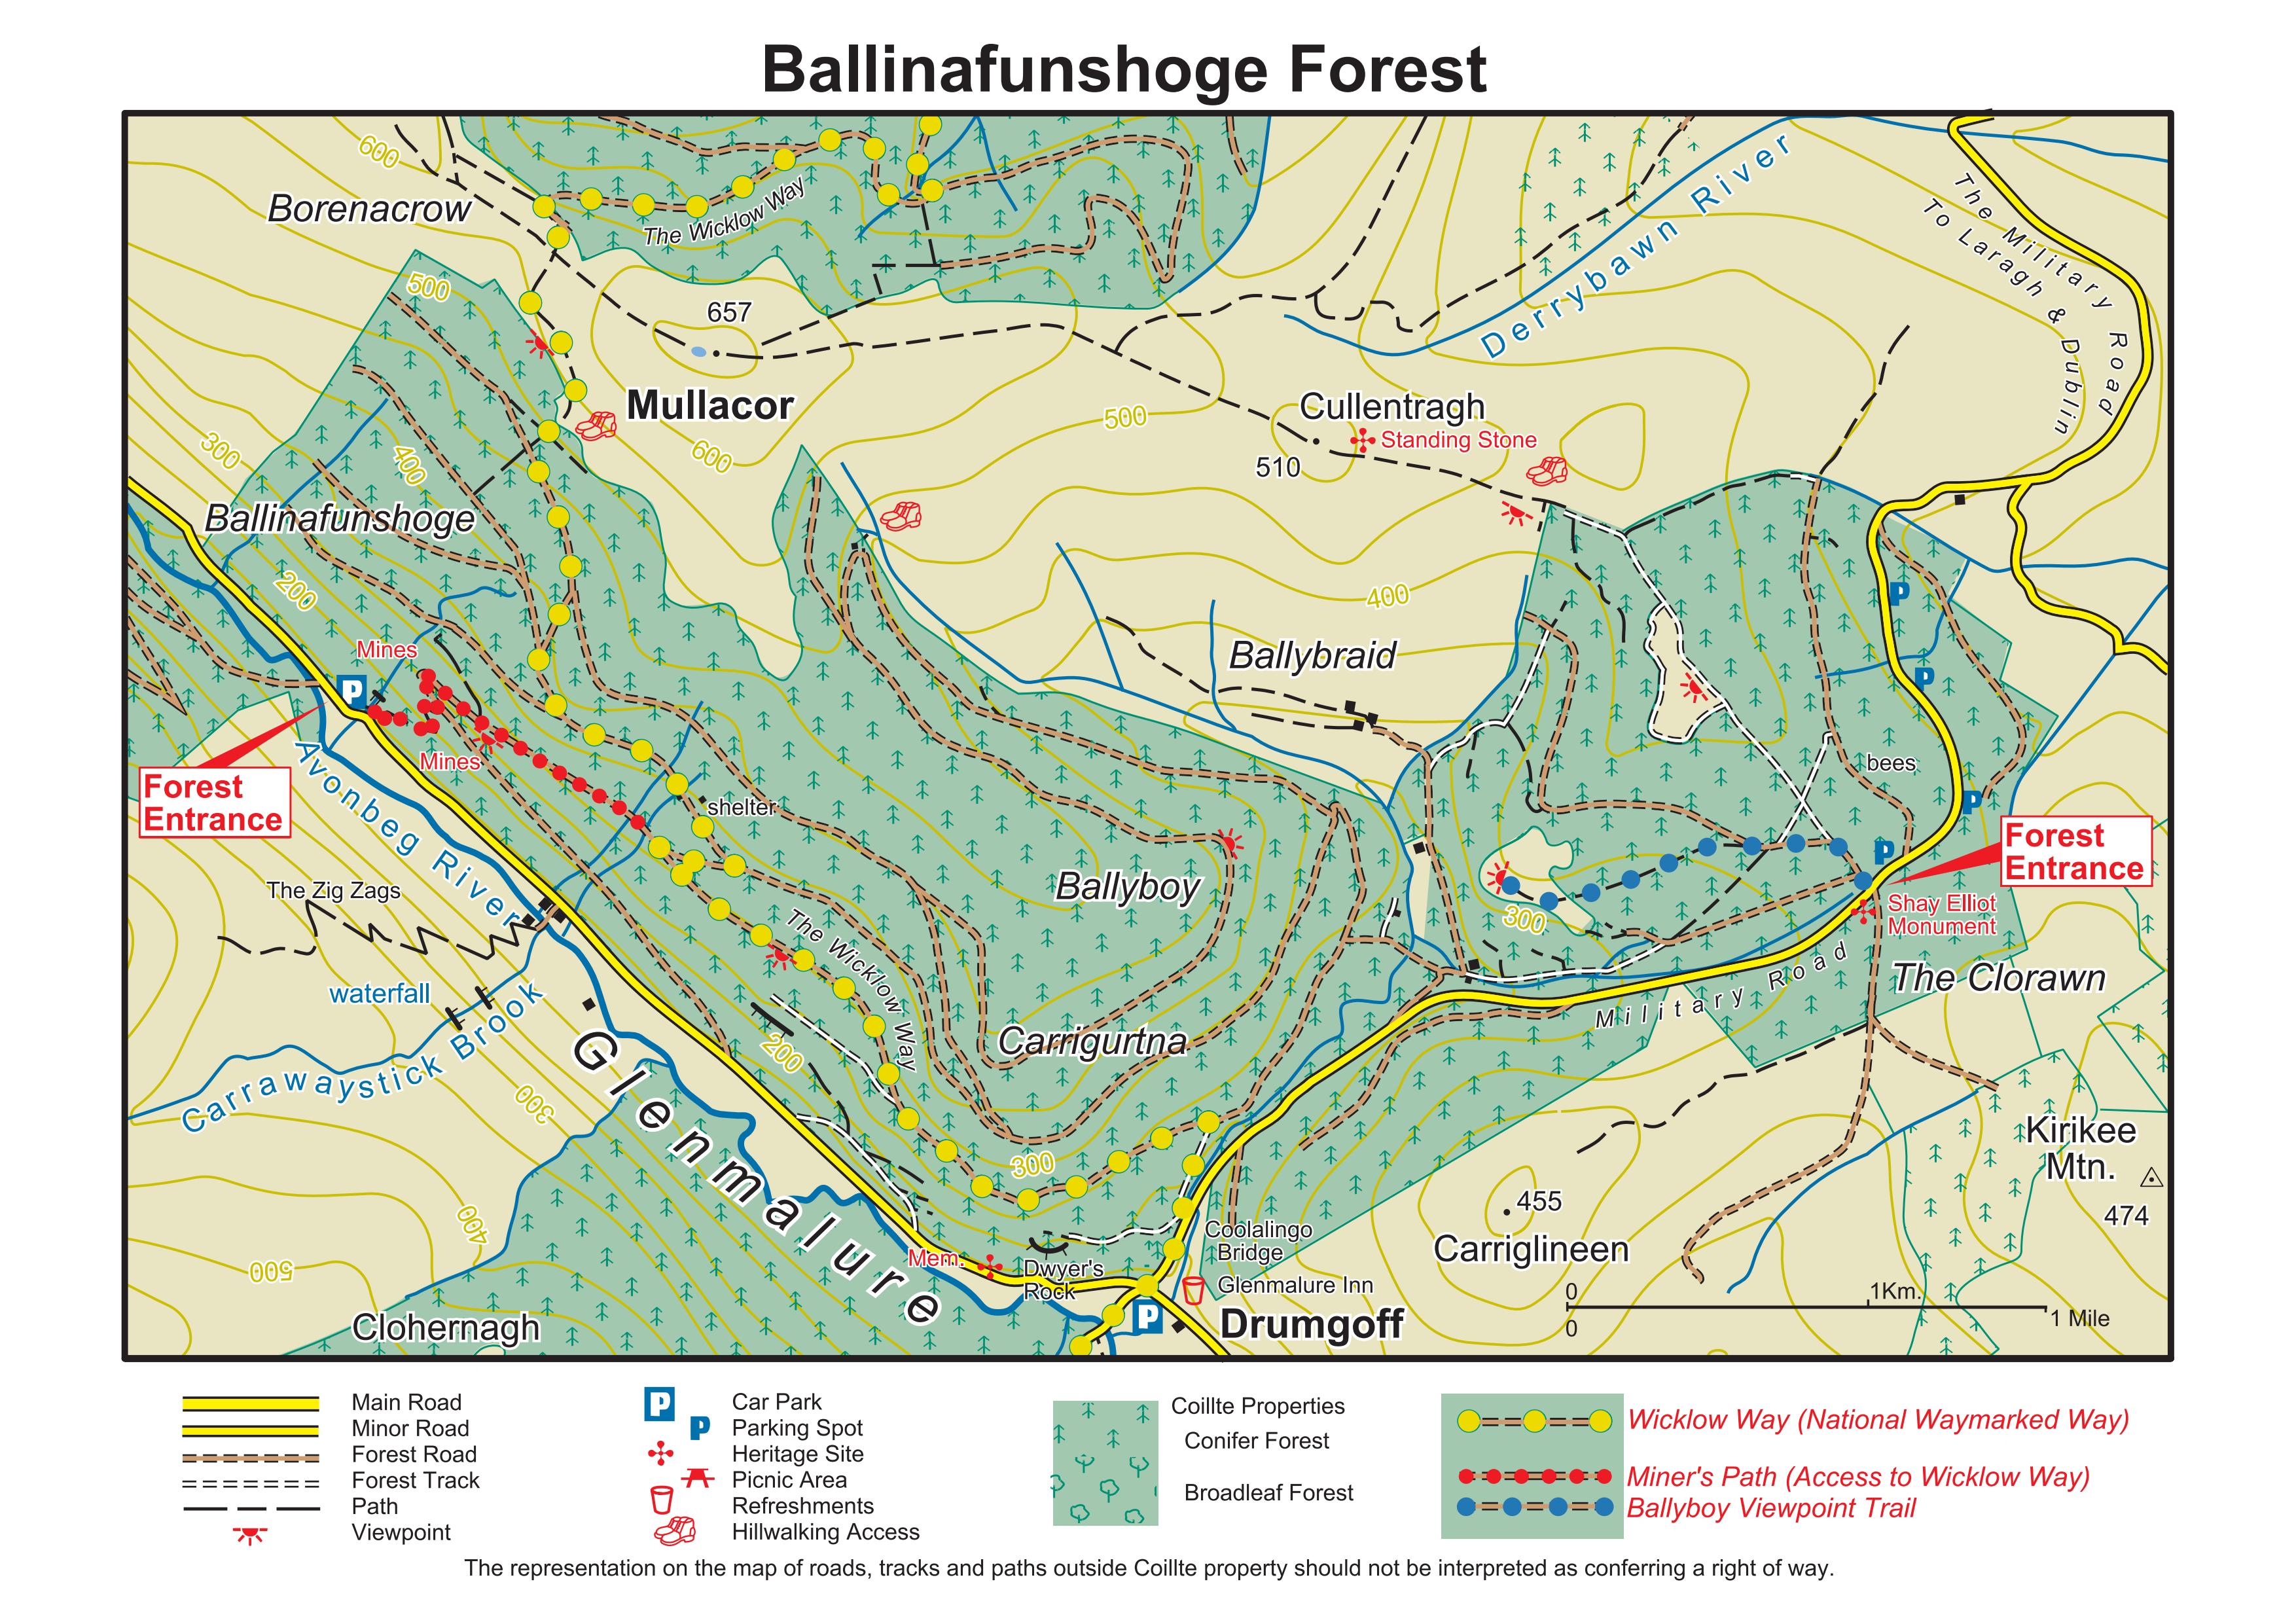 Ballinafunshoge Forest
600
Borenacrow
The Wicklow Way
Derrybawn River
The Military Road
To Laragh & Dublin
500
657
Mullacor
600
500
Cullentragh
Standing Stone
510
300
400
Ballinafunshoge
200
400
Ballybraid
Mines
P
Mines
P
P
bees
P
P
Forest
Entrance
Avonbeg River
shelter
Forest
Entrance
The Zig Zags
Ballyboy
300
Shay Elliot
Monument
The Wicklow Way
waterfall
Carrawaystick Brook
The Clorawn
Military Road
Carrigurtna
200
Glenmalure
300
300
Kirikee
Mtn.
474
400
455
Carriglineen
500
Coolalingo
Bridge
Mem.
Dwyer's
Rock
Glenmalure Inn
P
Drumgoff
Clohernagh
0
1Km.
0
1 Mile
Main Road
Minor Road
Forest Road
Forest Track
Path
Viewpoint
P
Car Park
P
Parking Spot
Heritage Site
Picnic Area
Refreshments
Hillwalking Access
Coillte Properties
Conifer Forest
Broadleaf Forest
Wicklow Way (National Waymarked Way)
Miner's Path (Access to Wicklow Way)
Ballyboy Viewpoint Trail
The representation on the map of roads, tracks and paths outside Coillte property should not be interpreted as conferring a right of way.